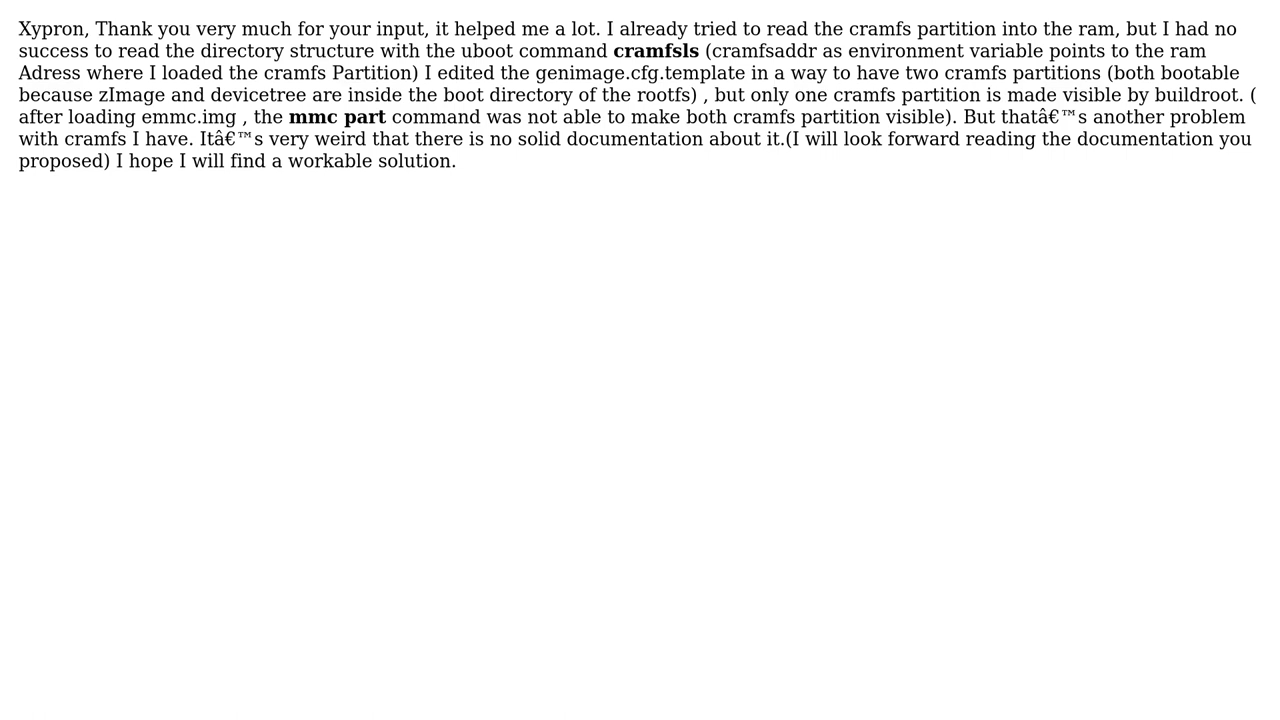 Xypron, Thank you very much for your input, it helped me a lot. I already tried to read the cramfs partition into the ram, but I had no
success to read the directory structure with the uboot command cramfsls (cramfsaddr as environment variable points to the ram
Adress where I loaded the cramfs Partition) I edited the genimage.cfg.template in a way to have two cramfs partitions (both bootable
because zImage and devicetree are inside the boot directory of the rootfs) , but only one cramfs partition is made visible by buildroot. (
after loading emmc.img , the mmc part command was not able to make both cramfs partition visible). But thatâ€™s another problem
with cramfs I have. Itâ€™s very weird that there is no solid documentation about it.(I will look forward reading the documentation you
proposed) I hope I will find a workable solution.